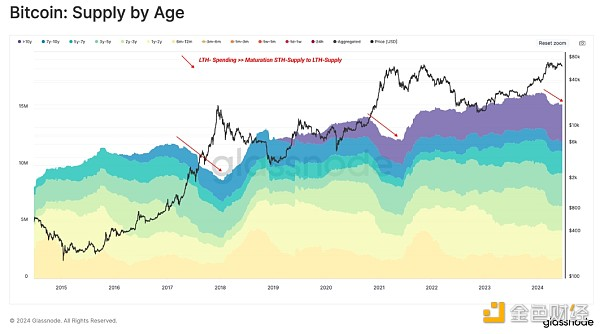 Bitcoin: Supply by Age
>10y 7y-10y 5y-7y 3y-5y 2y-3y 1y-2y 6m-12m 3m-6m 1m-3m 1w-1m 1d-1w 24h Aggregated Price [USD]
Reset zoom
LTH- Spending >> Maturation STH-Supply to LTH-Supply
15M
10M
5M
0
$80k
$40k
$10k
$6k
$2k
$800
$400
$100
glassnode
2015 2016 2017 2018 2019 2020 2021 2022 2023 2024
© 2024 Glassnode. All Rights Reserved.
glassnode
金色财经